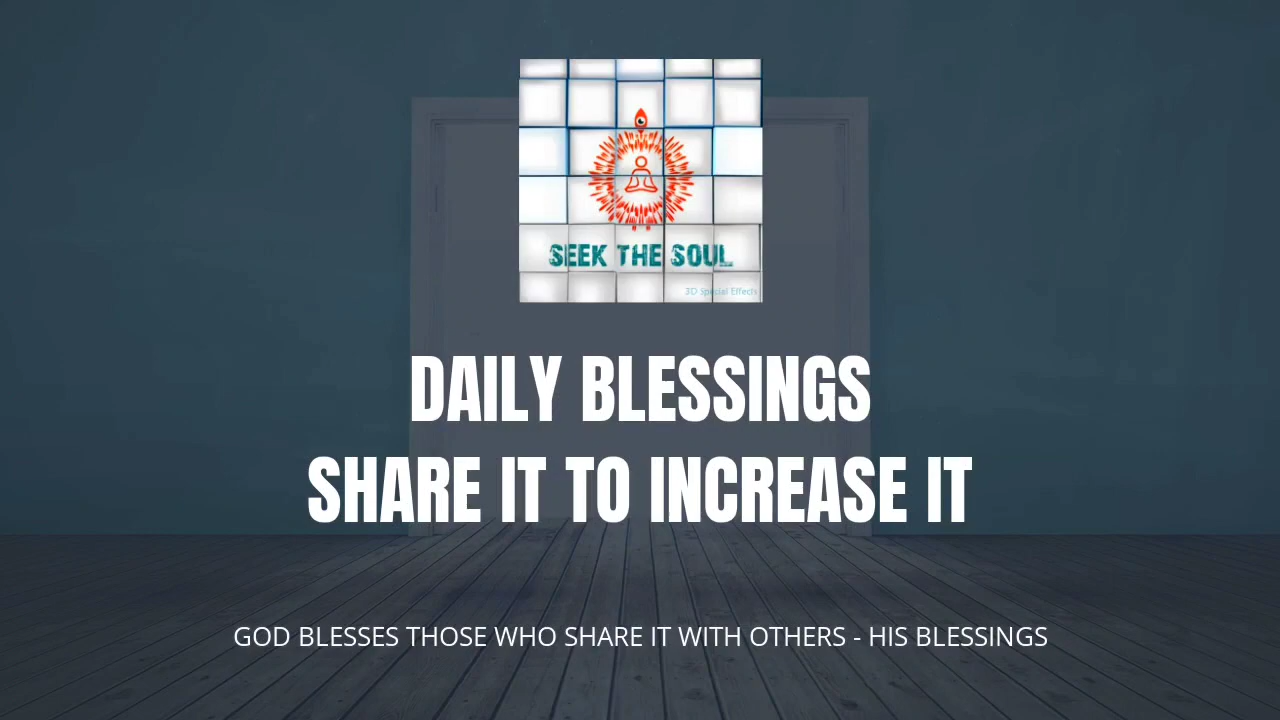 SEEK THE SOUL
3D Special Effects
DAILY BLESSINGS
SHARE IT TO INCREASE IT
GOD BLESSES THOSE WHO SHARE IT WITH OTHERS - HIS BLESSINGS